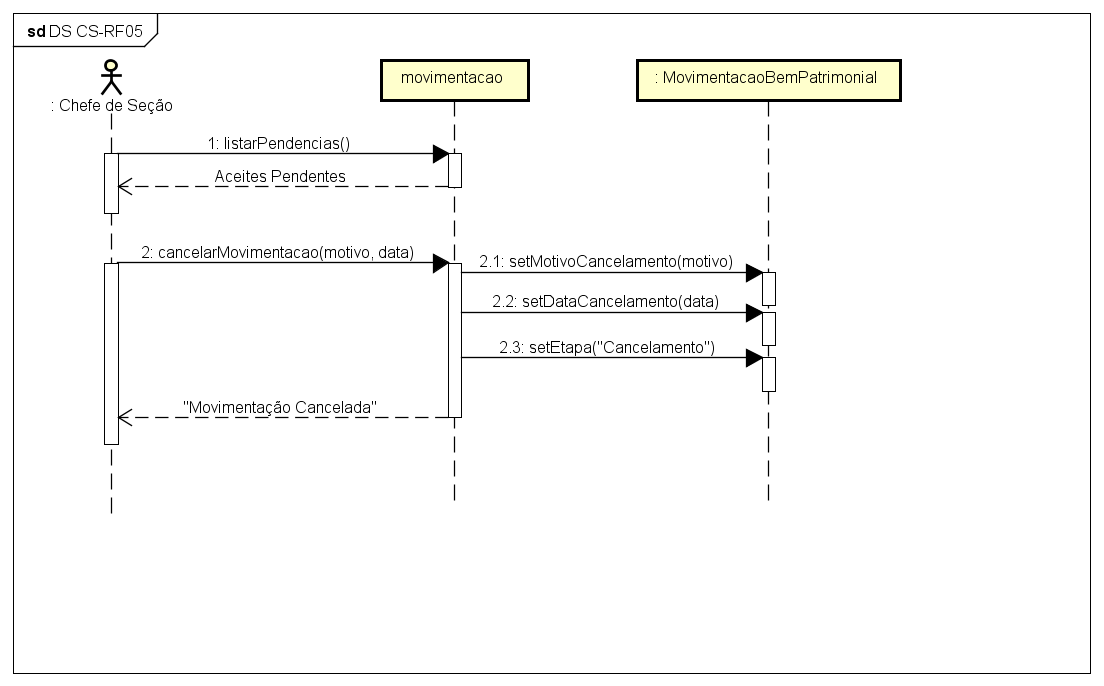 sd DS CS-RF05
: Chefe de Seção
movimentacao
: MovimentacaoBemPatrimonial
1: listarPendencias()
Aceites Pendentes
2: cancelarMovimentacao(motivo, data)
2.1: setMotivoCancelamento(motivo)
2.2: setDataCancelamento(data)
2.3: setEtapa("Cancelamento")
"Movimentação Cancelada"